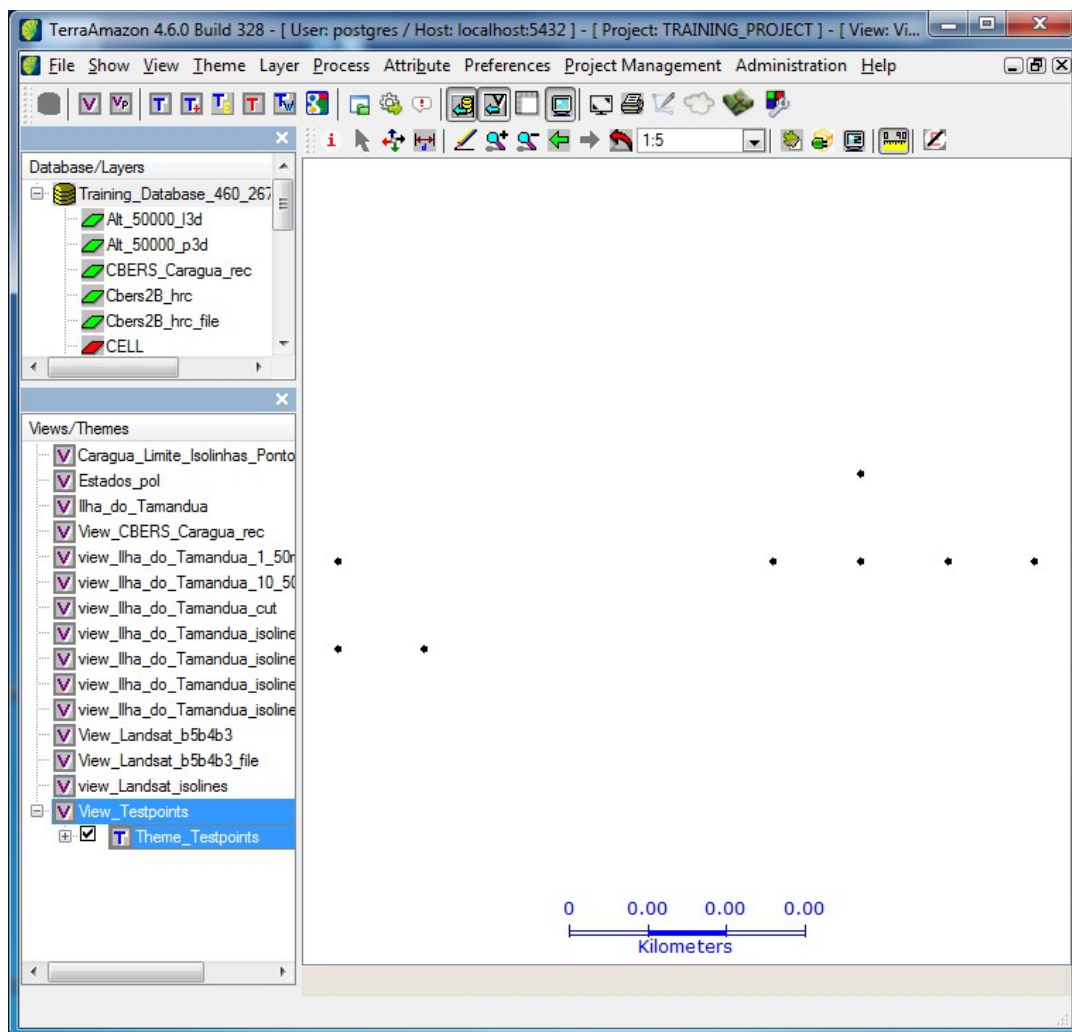 TerraAmazon 4.6.0 Build 328 - [ User: postgres / Host: localhost:5432 ] - [ Project: TRAINING_PROJECT ] - [ View: Vi...
File Show View Theme Layer Process Attribute Preferences Project Management Administration Help
1:5
Database/Layers
Training_Database_460_267
Alt_50000_l3d
Alt_50000_p3d
CBERS_Caragua_rec
Cbers2B_hrc
Cbers2B_hrc_file
CELL
Views/Themes
Caragua_Limite_Isolinhas_Ponto
Estados_pol
Ilha_do_Tamandua
View_CBERS_Caragua_rec
view_Ilha_do_Tamandua_1_50r
view_Ilha_do_Tamandua_10_50
view_Ilha_do_Tamandua_cut
view_Ilha_do_Tamandua_isoline
view_Ilha_do_Tamandua_isoline
view_Ilha_do_Tamandua_isoline
view_Ilha_do_Tamandua_isoline
View_Landsat_b5b4b3
View_Landsat_b5b4b3_file
view_Landsat_isolines
View_Testpoints
Theme_Testpoints
0 0.00 0.00 0.00
Kilometers